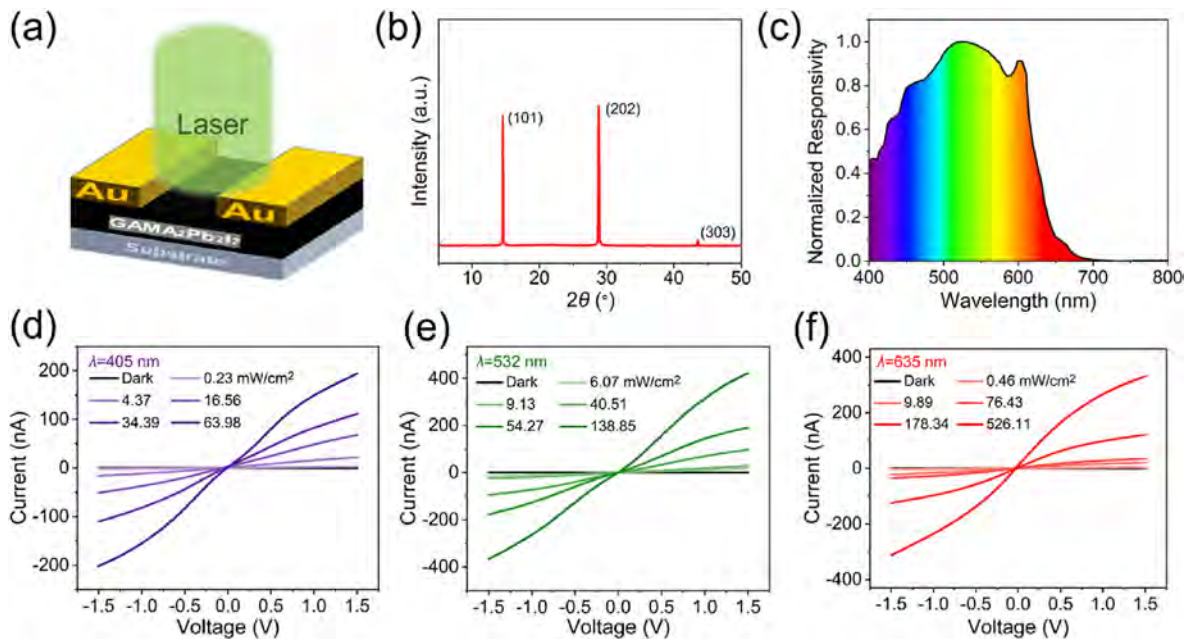 (a)
Laser
Au
Au
GAMA₂Pb₂I₇
Substrate
(b)
Intensity (a.u.)
(101)
(202)
(303)
10
20
30
40
50
2θ (°)
(c)
Normalized Responsivity
1.0
0.8
0.6
0.4
0.2
0.0
400
500
600
700
800
Wavelength (nm)
(d)
Current (nA)
200
100
0
-100
-200
λ=405 nm
Dark
0.23 mW/cm²
4.37
16.56
34.39
63.98
-1.5
-1.0
-0.5
0.0
0.5
1.0
1.5
Voltage (V)
(e)
Current (nA)
400
200
0
-200
-400
λ=532 nm
Dark
6.07 mW/cm²
9.13
40.51
54.27
138.85
-1.5
-1.0
-0.5
0.0
0.5
1.0
1.5
Voltage (V)
(f)
Current (nA)
400
200
0
-200
-400
λ=635 nm
Dark
0.46 mW/cm²
9.89
76.43
178.34
526.11
-1.5
-1.0
-0.5
0.0
0.5
1.0
1.5
Voltage (V)